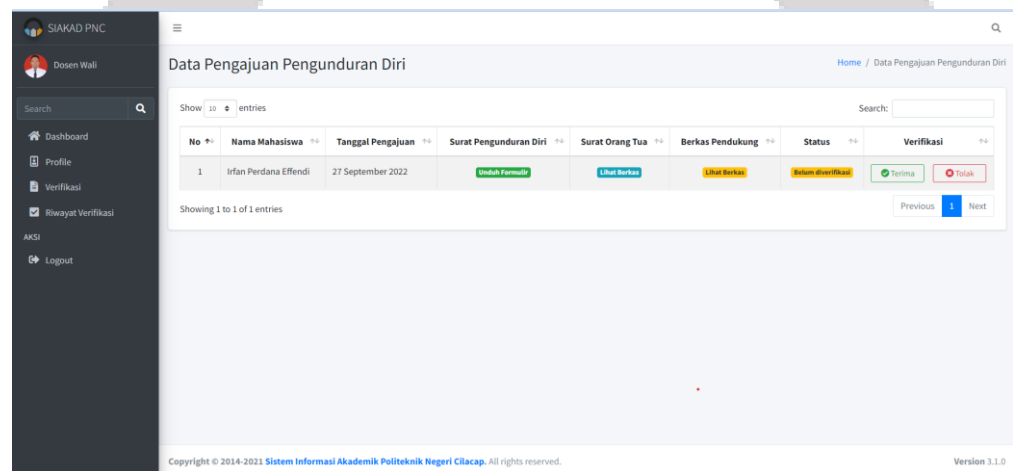 SIAKAD PNC
Dosen Wali
Search
Dashboard
Profile
Verifikasi
Riwayat Verifikasi
AKSI
Logout
Data Pengajuan Pengunduran Diri
Home / Data Pengajuan Pengunduran Diri
Show 10 entries
Search:
No Nama Mahasiswa Tanggal Pengajuan Surat Pengunduran Diri Surat Orang Tua Berkas Pendukung Status Verifikasi
1 Irfan Perdana Effendi 27 September 2022 Unduh Formulir Lihat Berkas Lihat Berkas Belum diverifikasi Terima Tolak
Showing 1 to 1 of 1 entries
Previous 1 Next
Copyright © 2014-2021 Sistem Informasi Akademik Politeknik Negeri Cilacap. All rights reserved.
Version 3.1.0